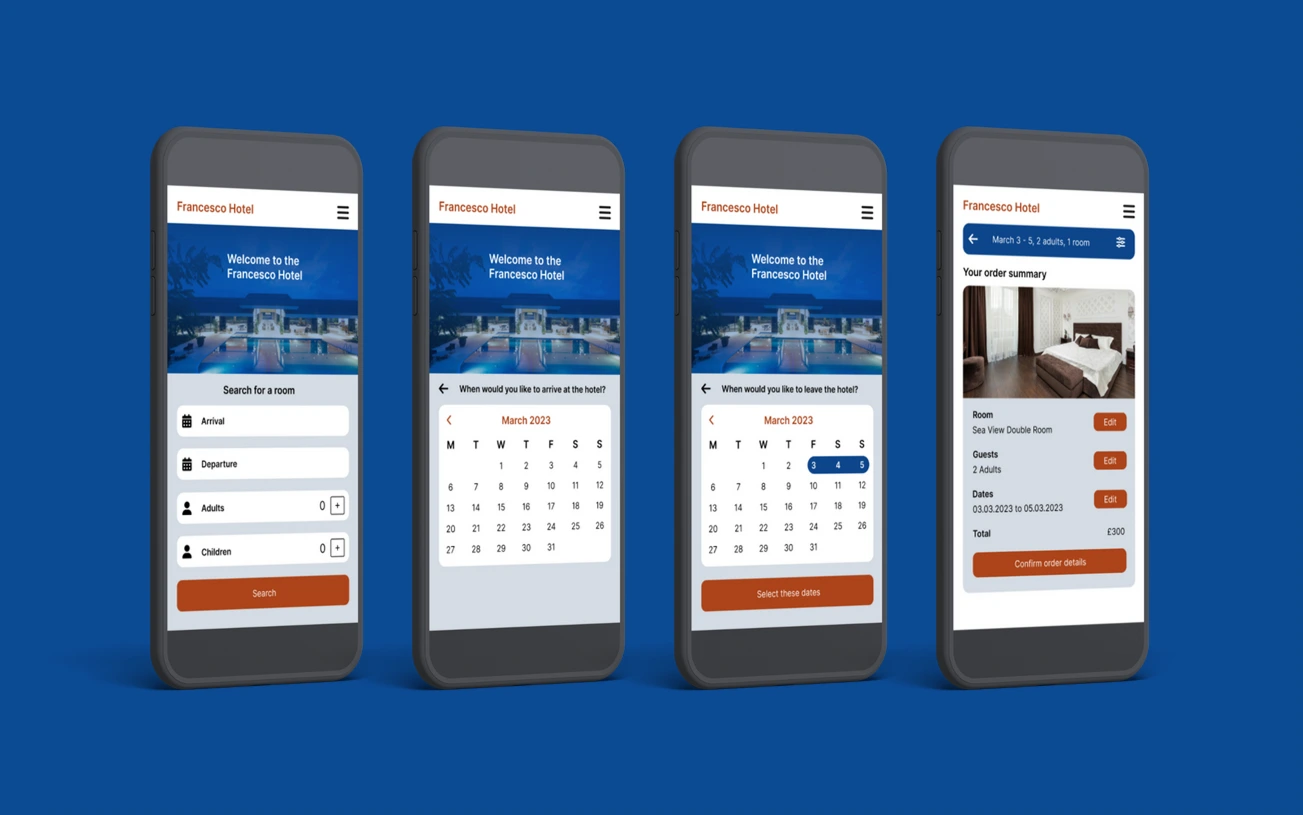 Francesco Hotel
Welcome to the
Francesco Hotel
Search for a room
Arrival
Departure
Adults 0 +
Children 0 +
Search
Francesco Hotel
Welcome to the
Francesco Hotel
When would you like to arrive at the hotel?
March 2023
M T W T F S S
1 2 3 4 5
6 7 8 9 10 11 12
13 14 15 16 17 18 19
20 21 22 23 24 25 26
27 28 29 30 31
Francesco Hotel
Welcome to the
Francesco Hotel
When would you like to leave the hotel?
March 2023
M T W T F S S
1 2 3 4 5
6 7 8 9 10 11 12
13 14 15 16 17 18 19
20 21 22 23 24 25 26
27 28 29 30 31
Select these dates
Francesco Hotel
March 3 - 5, 2 adults, 1 room
Your order summary
Room
Sea View Double Room
Edit
Guests
2 Adults
Edit
Dates
03.03.2023 to 05.03.2023
Edit
Total £300
Confirm order details